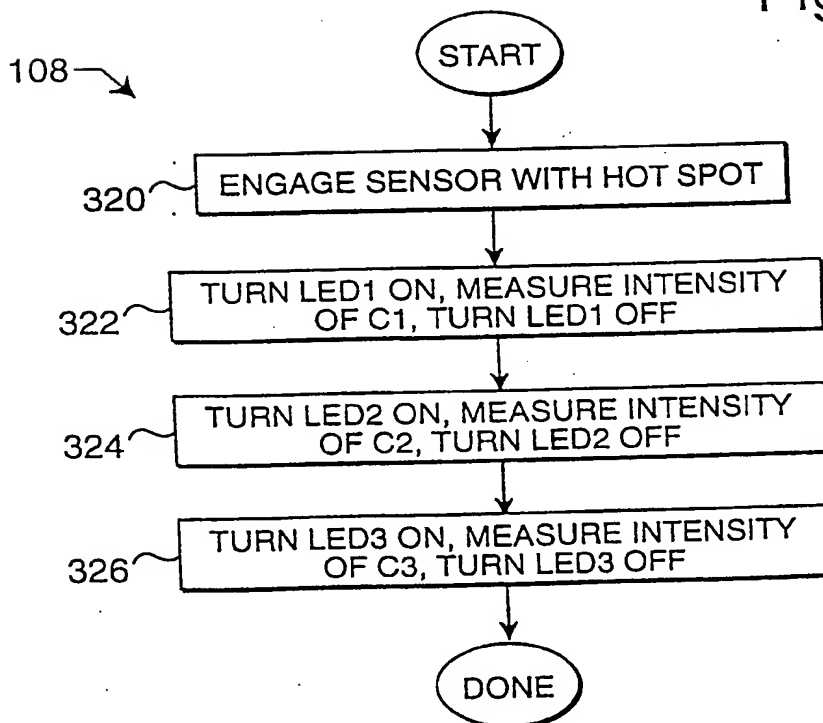 108
START
320
ENGAGE SENSOR WITH HOT SPOT
322
TURN LED1 ON, MEASURE INTENSITY
OF C1, TURN LED1 OFF
324
TURN LED2 ON, MEASURE INTENSITY
OF C2, TURN LED2 OFF
326
TURN LED3 ON, MEASURE INTENSITY
OF C3, TURN LED3 OFF
DONE